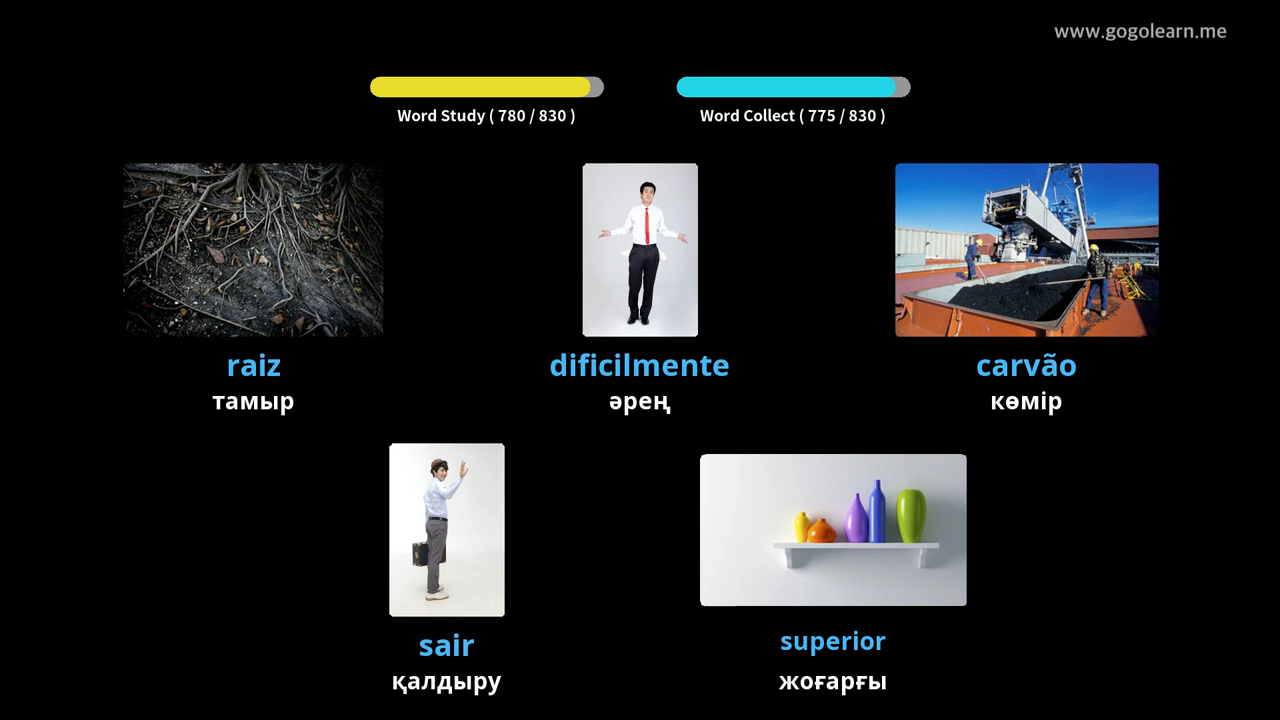 www.gogolearn.me
Word Study ( 780 / 830 )
Word Collect ( 775 / 830 )
raiz
тамыр
dificilmente
әрең
carvão
көмір
sair
қалдыру
superior
жоғарғы